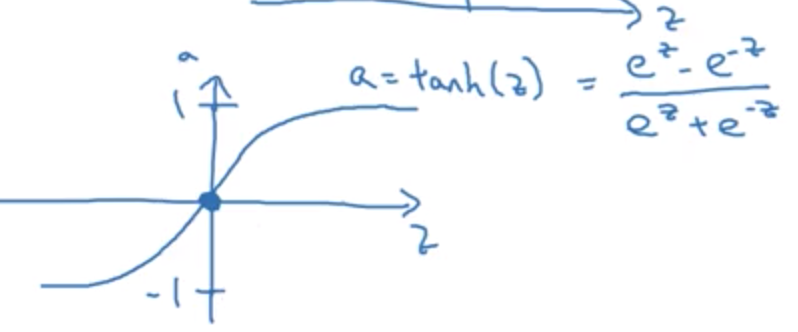 z
a
1
a = tanh(z) = (e^z - e^-z) / (e^z + e^-z)
z
-1